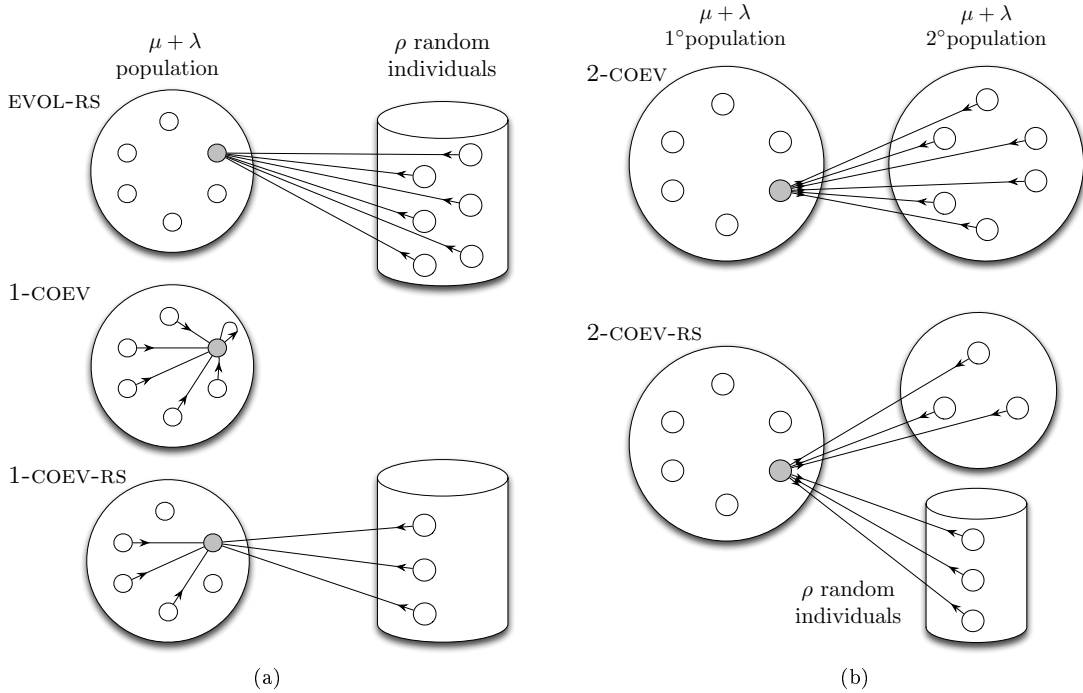 μ + λ
population
ρ random
individuals
EVOL-RS
1-COEV
1-COEV-RS
(a)
μ + λ
1°population
μ + λ
2°population
2-COEV
2-COEV-RS
ρ random
individuals
(b)